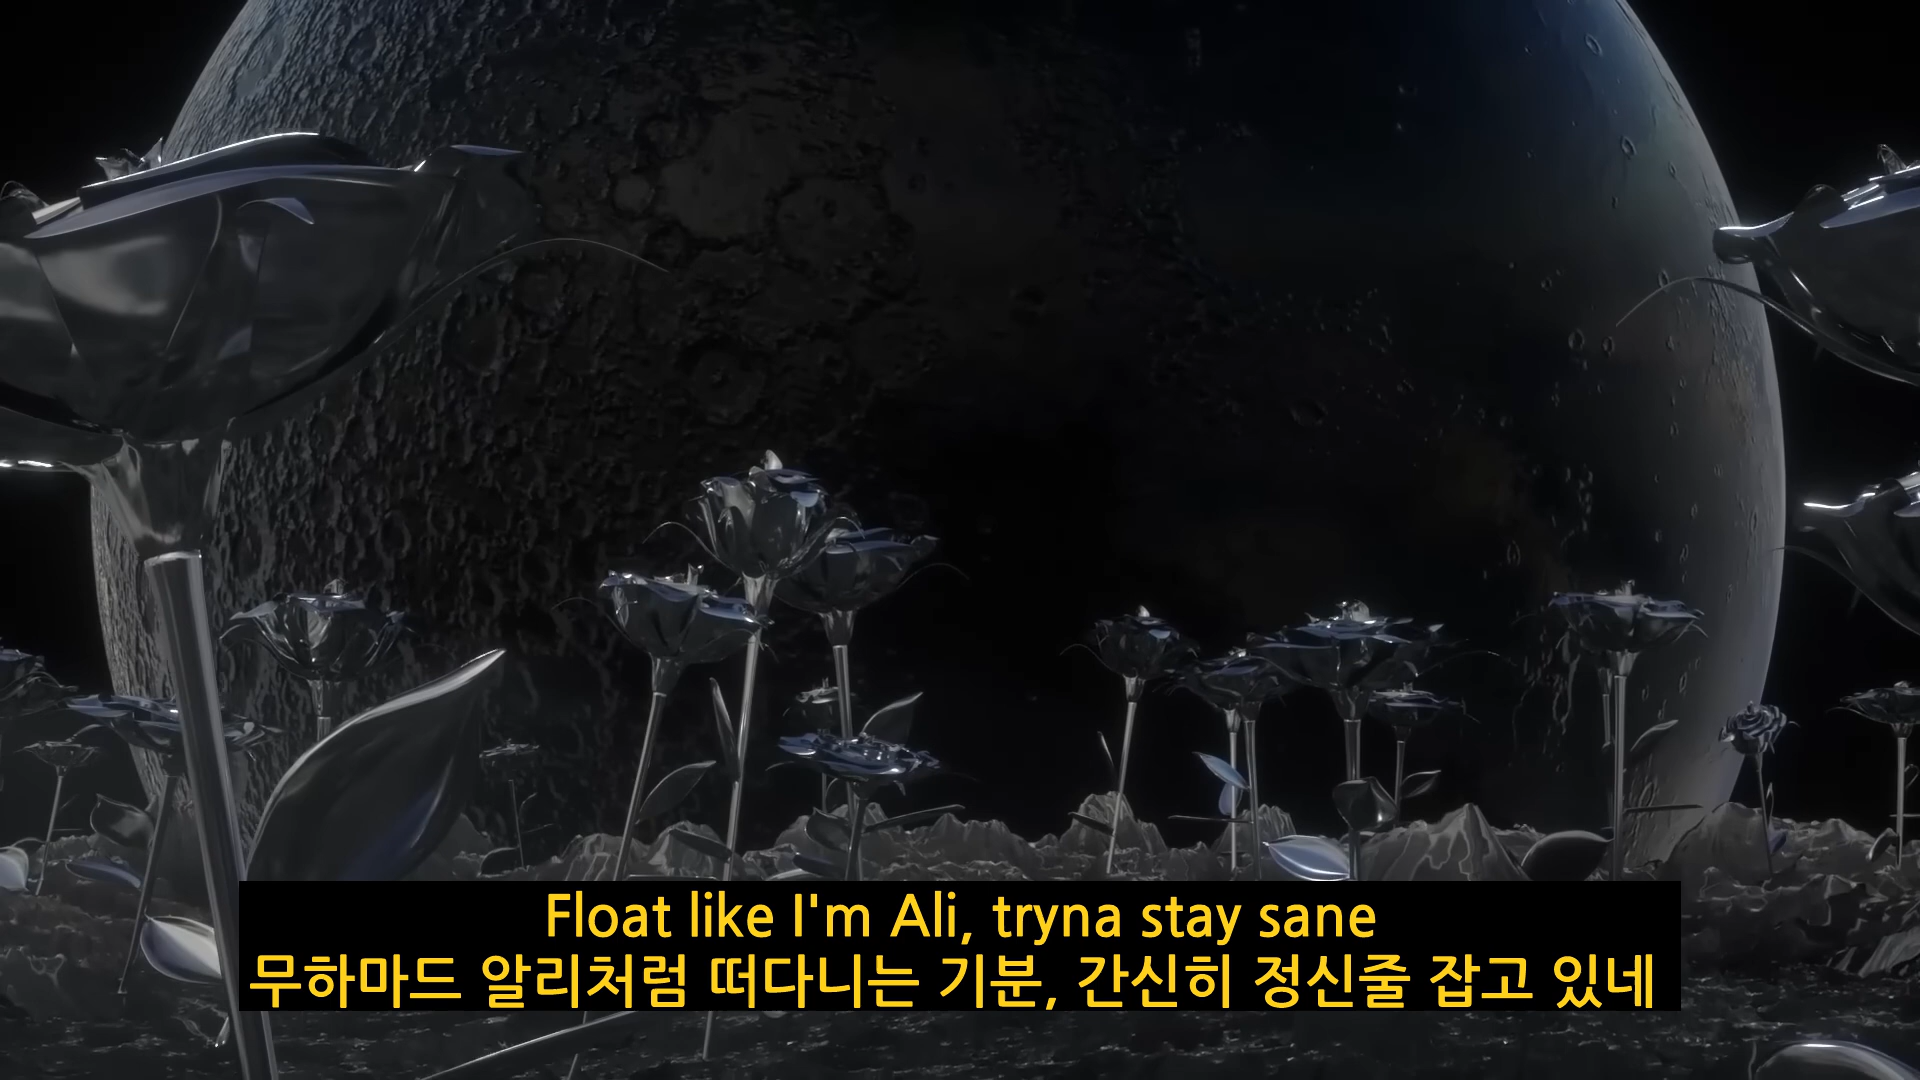 Float like I'm Ali, tryna stay sane
무하마드 알리처럼 떠다니는 기분, 간신히 정신줄 잡고 있네